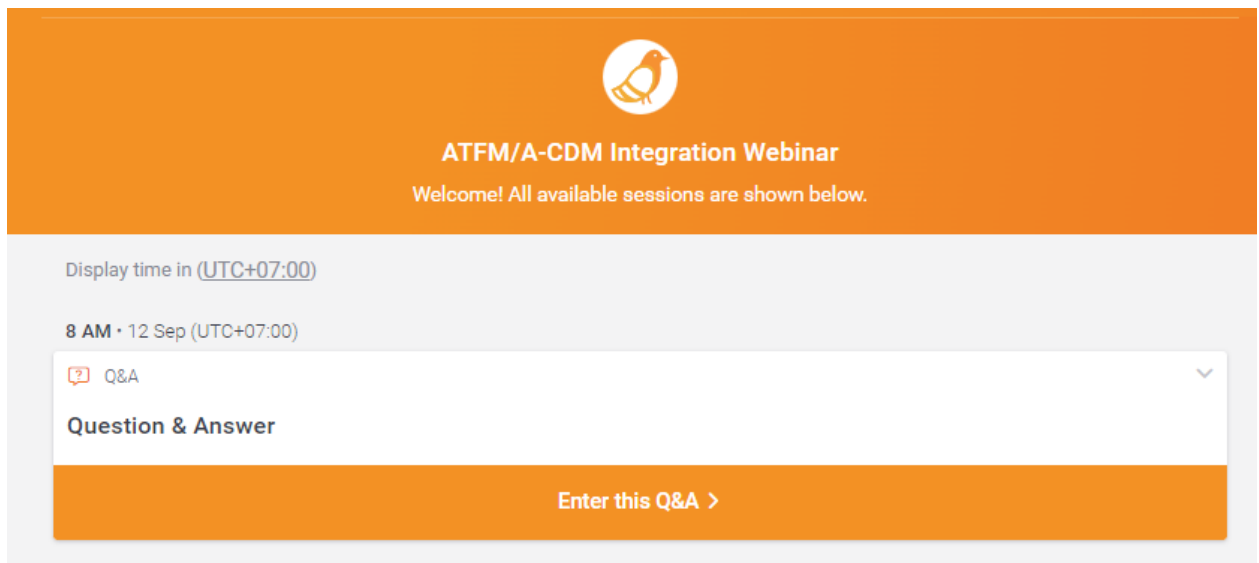 ATFM/A-CDM Integration Webinar
Welcome! All available sessions are shown below.
Display time in (UTC+07:00)
8 AM · 12 Sep (UTC+07:00)
? Q&A
Question & Answer
Enter this Q&A >